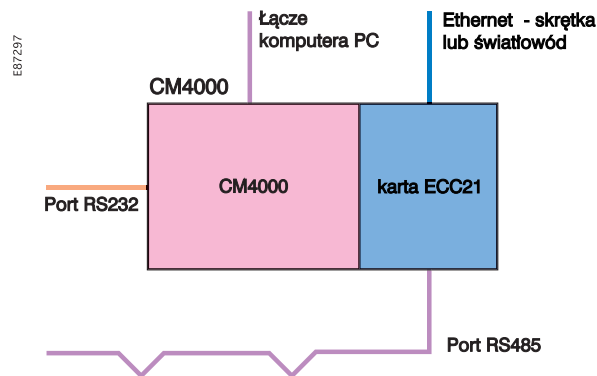 Łącze
komputera PC
Ethernet - skrętka
lub światłowód
E87297
CM4000
CM4000
karta ECC21
Port RS232
Port RS485